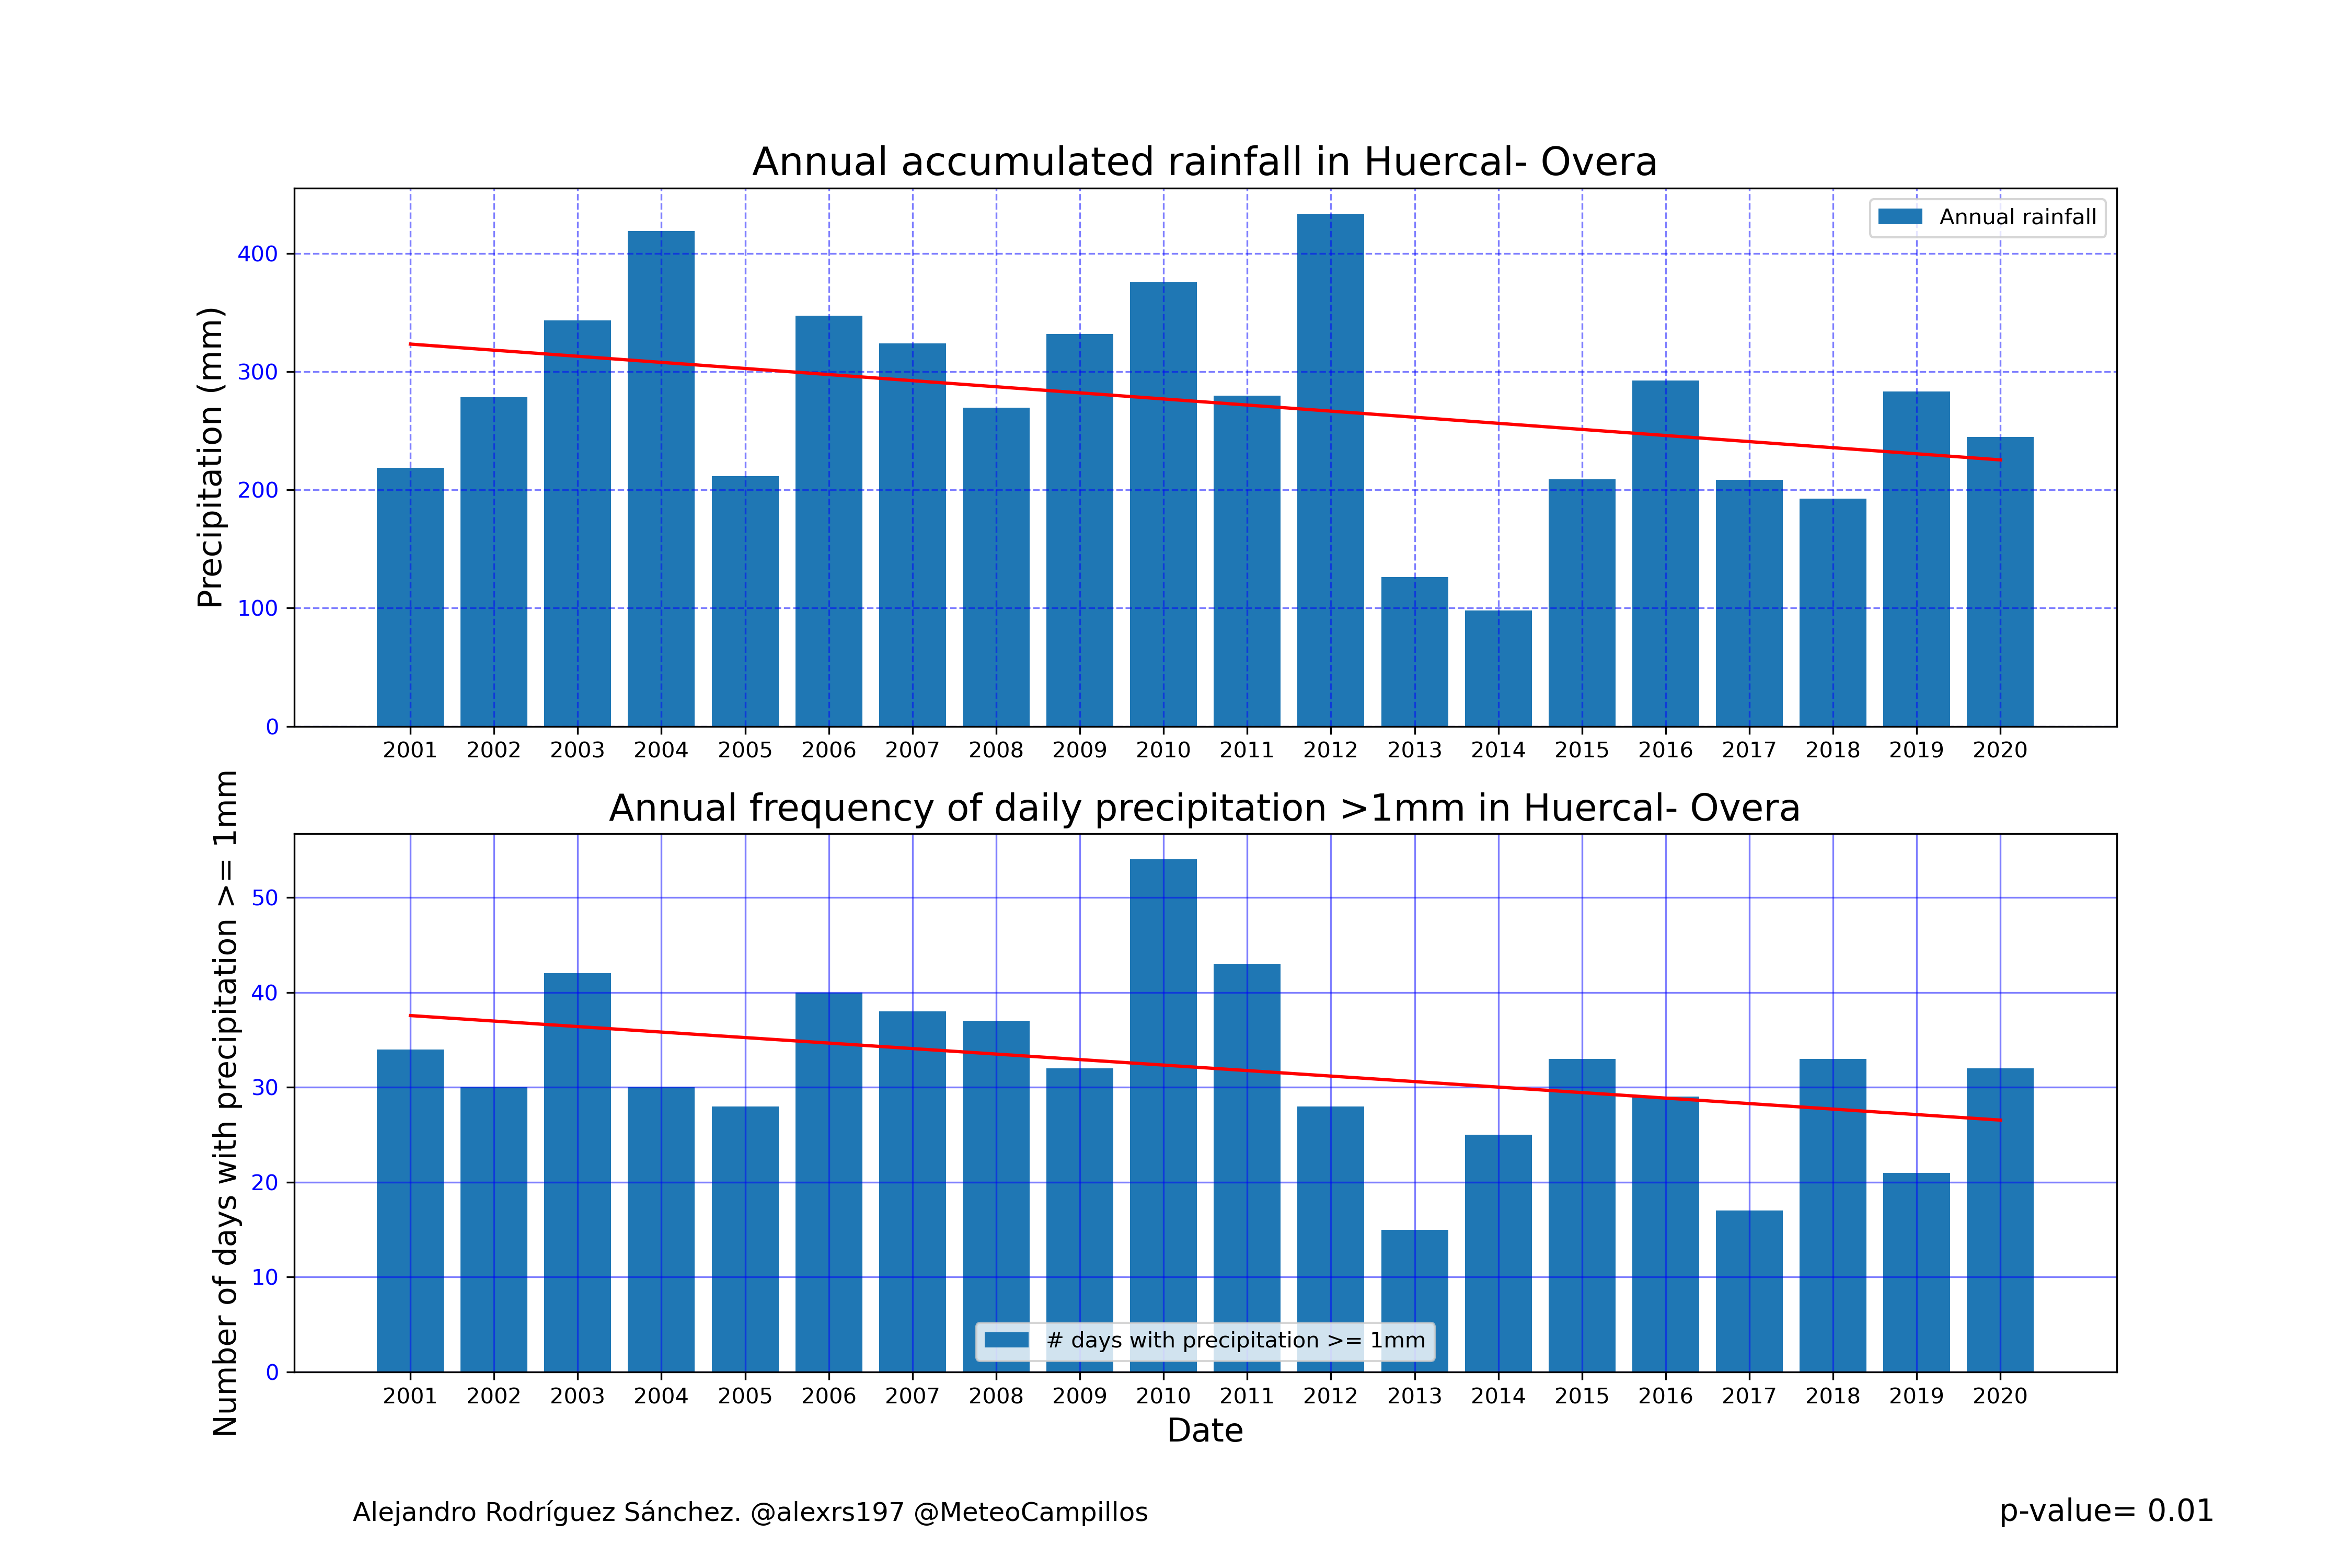 Annual accumulated rainfall in Huercal- Overa
Precipitation (mm)
400
300
200
100
0
Annual rainfall
2001 2002 2003 2004 2005 2006 2007 2008 2009 2010 2011 2012 2013 2014 2015 2016 2017 2018 2019 2020
Annual frequency of daily precipitation >1mm in Huercal- Overa
Number of days with precipitation >= 1mm
50
40
30
20
10
0
# days with precipitation >= 1mm
2001 2002 2003 2004 2005 2006 2007 2008 2009 2010 2011 2012 2013 2014 2015 2016 2017 2018 2019 2020
Date
Alejandro Rodríguez Sánchez. @alexrs197 @MeteoCampillos
p-value= 0.01